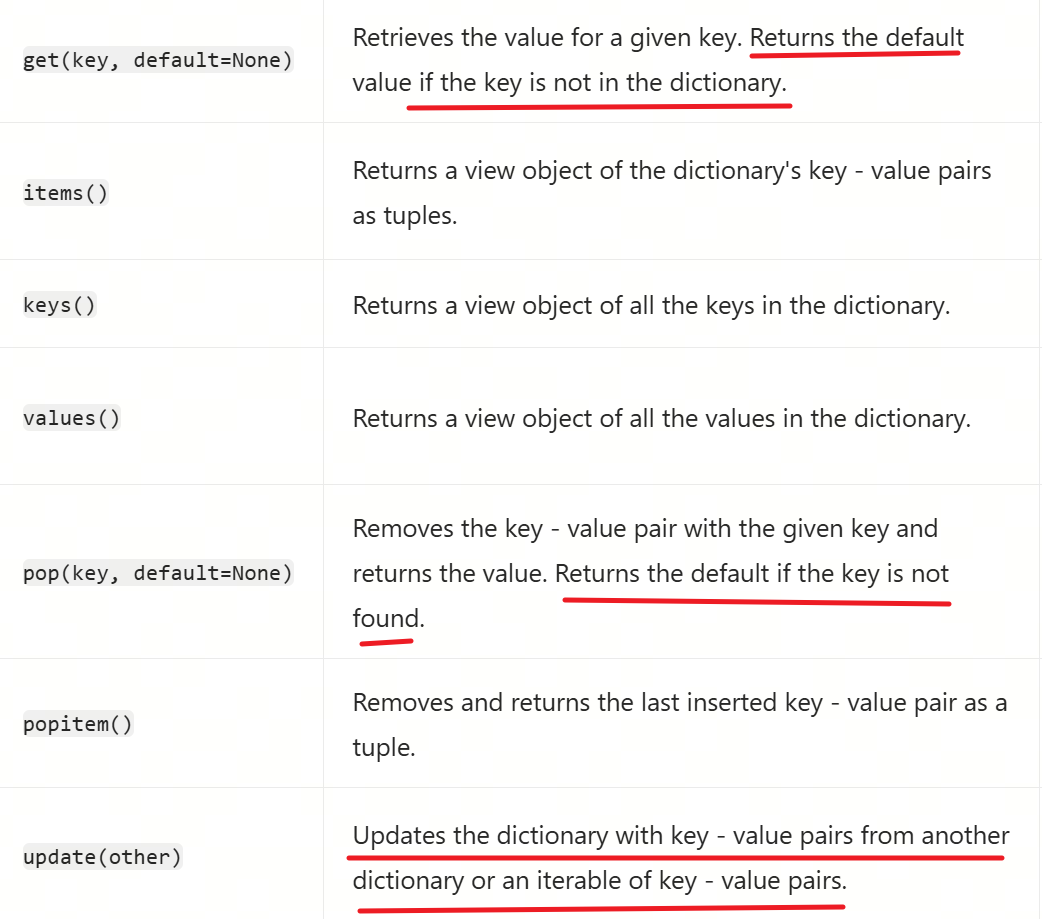 get(key, default=None)
Retrieves the value for a given key. Returns the default
value if the key is not in the dictionary.
items()
Returns a view object of the dictionary's key - value pairs
as tuples.
keys()
Returns a view object of all the keys in the dictionary.
values()
Returns a view object of all the values in the dictionary.
pop(key, default=None)
Removes the key - value pair with the given key and
returns the value. Returns the default if the key is not
found.
popitem()
Removes and returns the last inserted key - value pair as a
tuple.
update(other)
Updates the dictionary with key - value pairs from another
dictionary or an iterable of key - value pairs.